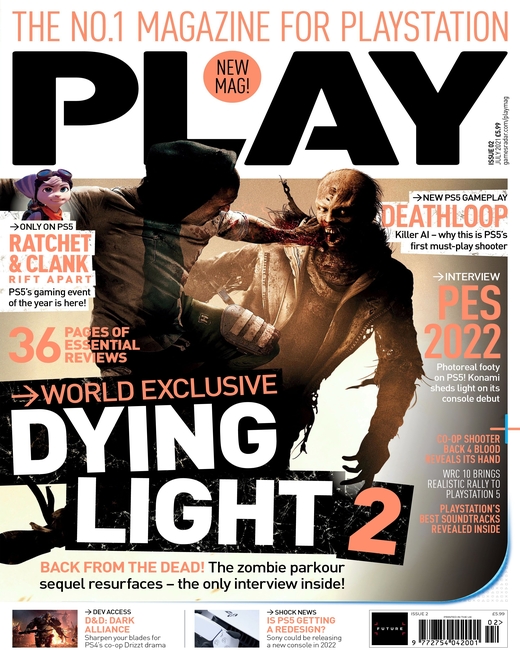 THE NO.1 MAGAZINE FOR PLAYSTATION
PLAY
NEW
MAG!
ISSUE 02
JULY 2021 £5.99
gamesradar.com/playmag
→NEW PS5 GAMEPLAY
DEATHLOOP
Killer AI – why this is PS5's
first must-play shooter
→ONLY ON PS5
RATCHET
& CLANK
RIFT APART
PS5's gaming event
of the year is here!
→INTERVIEW
PES
2022
Photoreal footy
on PS5! Konami
sheds light on its
console debut
36 PAGES OF
ESSENTIAL
REVIEWS
→WORLD EXCLUSIVE
DYING
LIGHT 2
CO-OP SHOOTER
BACK 4 BLOOD
REVEALS ITS HAND
WRC 10 BRINGS
REALISTIC RALLY TO
PLAYSTATION 5
PLAYSTATION'S
BEST SOUNDTRACKS
REVEALED INSIDE
BACK FROM THE DEAD! The zombie parkour
sequel resurfaces – the only interview inside!
→DEV ACCESS
D&D: DARK
ALLIANCE
Sharpen your blades for
PS4's co-op Drizzt drama
→SHOCK NEWS
IS PS5 GETTING
A REDESIGN?
Sony could be releasing
a new console in 2022
FUTURE
ISSUE 2
£5.99
02>
9 772754 042001